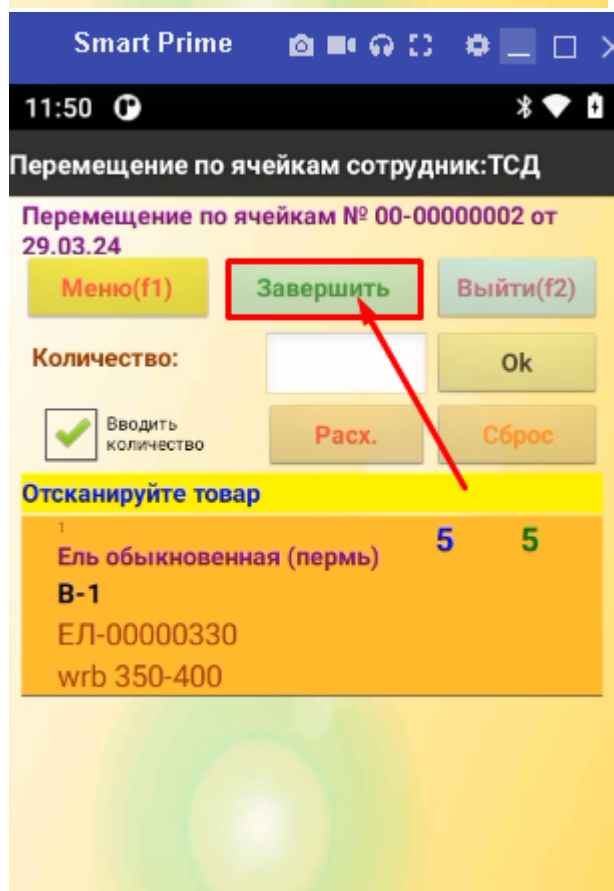 Smart Prime
11:50
Перемещение по ячейкам сотрудник:ТСД
Перемещение по ячейкам № 00-00000002 от
29.03.24
Меню(f1) Завершить Выйти(f2)
Количество: Ok
Вводить
количество
Расх. Сброс
Отсканируйте товар
1
Ель обыкновенная (пермь) 5 5
B-1
ЕЛ-00000330
wrb 350-400